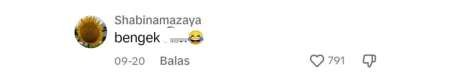 Shabinamazaya
bengek 😂
09-20 Balas 791